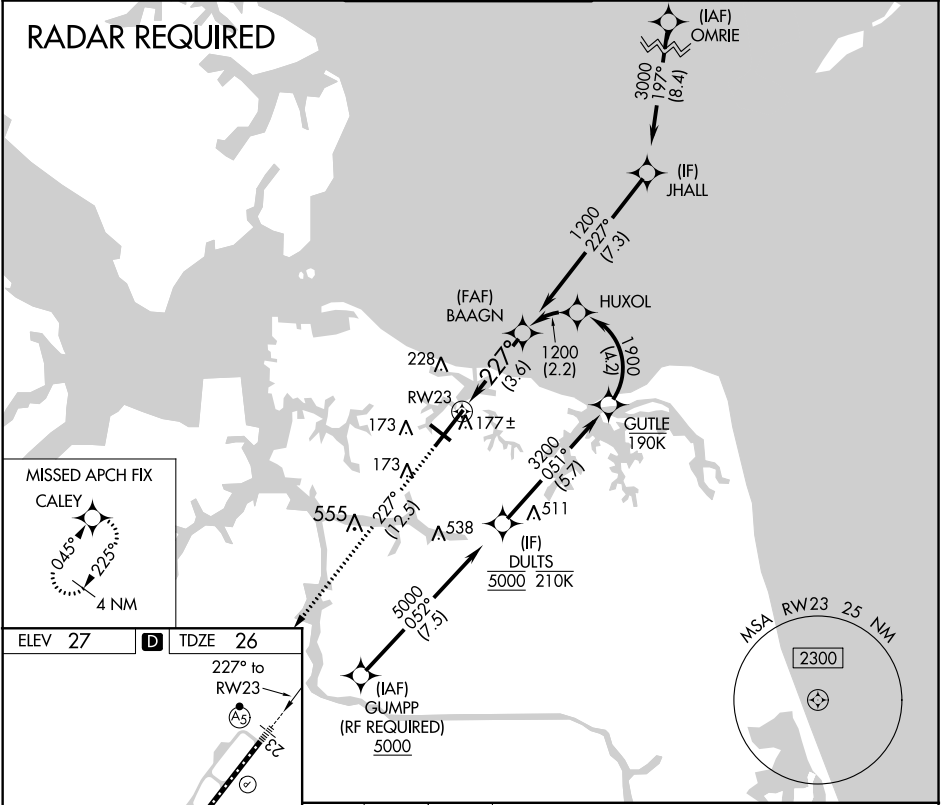 RADAR REQUIRED
(IAF)
OMRIE
3000
197°
(8.4)
(IF)
JHALL
1200
227°
(7.3)
(FAF)
BAAGN
HUXOL
1200
(2.2)
1900
(4.2)
227°
(3.6)
228
RW23
177±
173
GUTLE
190K
173
3200
051°
(5.7)
MISSED APCH FIX
CALEY
045°
225°
4 NM
227°
(12.5)
555
538
511
(IF)
DULTS
5000 210K
5000
052°
(7.5)
MSA RW23 25 NM
2300
ELEV 27
D
TDZE 26
227° to
RW23
A5
23
P
(IAF)
GUMPP
(RF REQUIRED)
5000